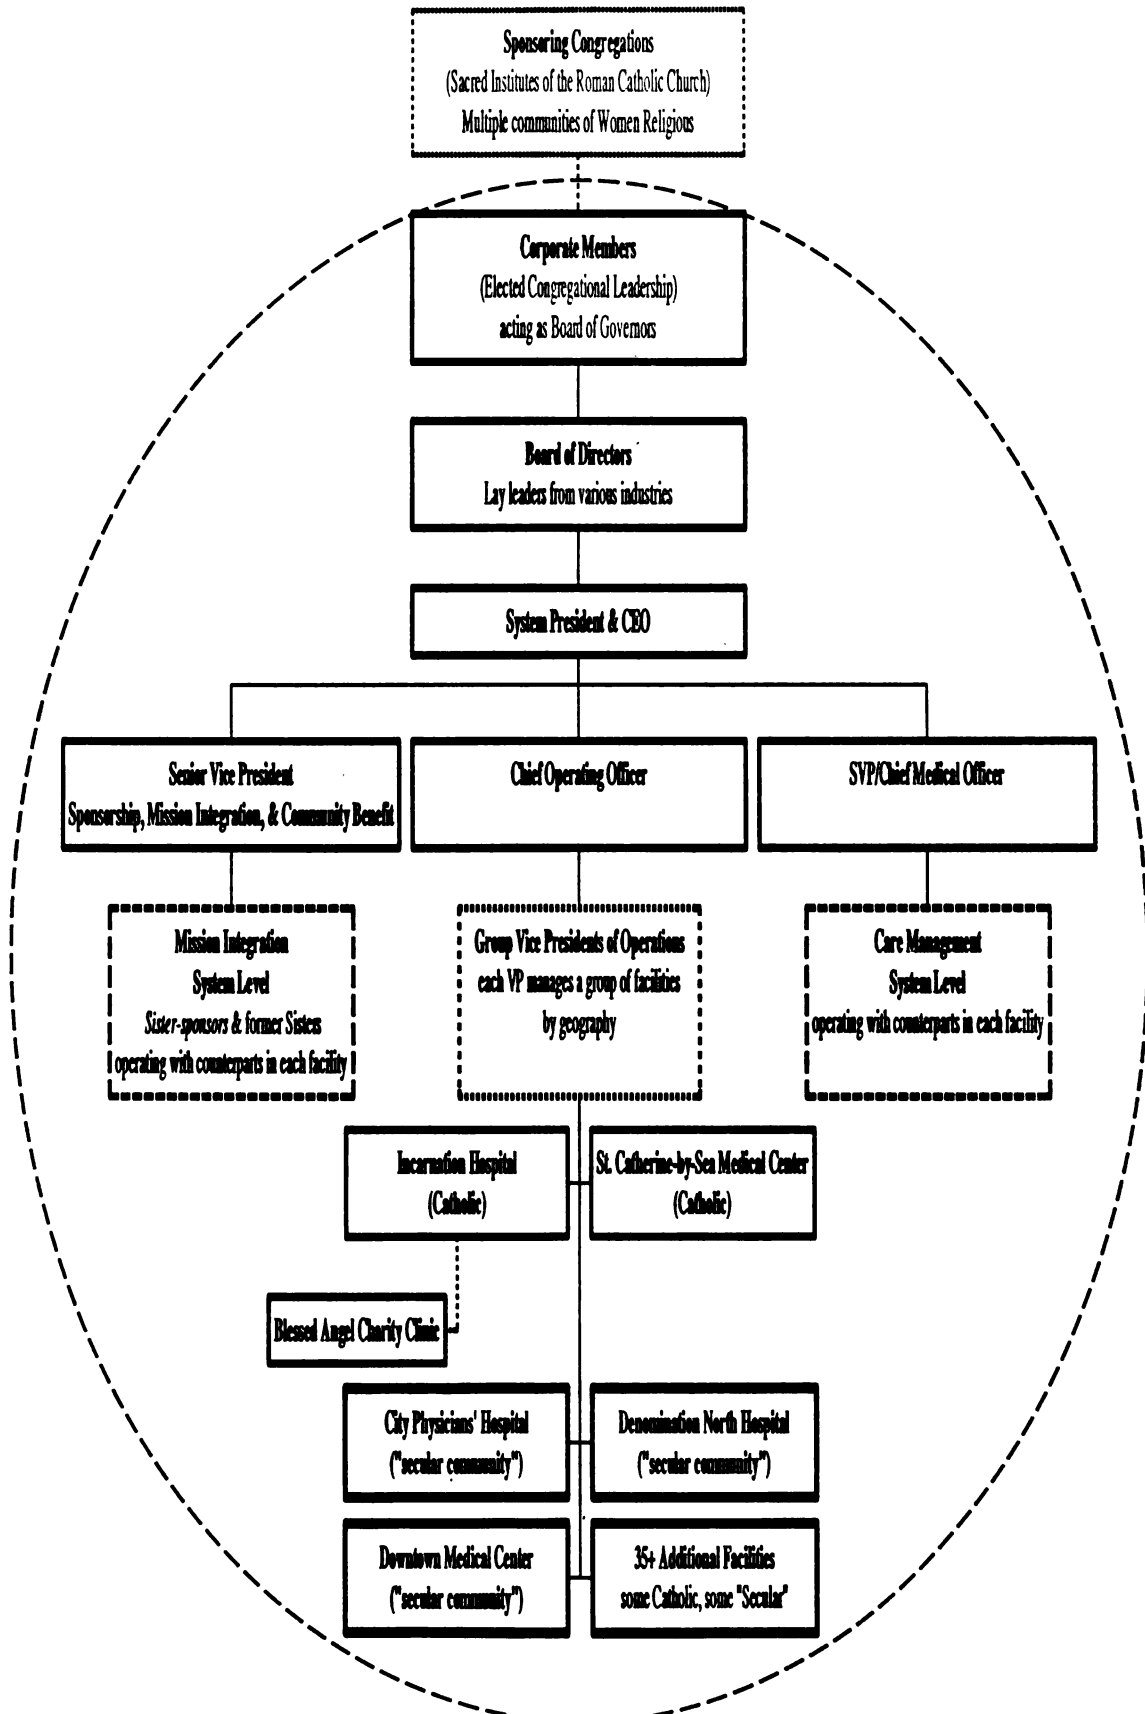 Sponsoring Congregations
(Sacred Institutes of the Roman Catholic Church)
Multiple communities of Women Religious
Corporate Members
(Elected Congregational Leadership)
acting as Board of Governors
Board of Directors
Lay leaders from various industries
System President & CEO
Senior Vice President
Sponsorship, Mission Integration, & Community Benefit
Chief Operating Officer
SVP/Chief Medical Officer
Mission Integration
System Level
Sister-sponsors & former Sisters
operating with counterparts in each facility
Group Vice Presidents of Operations
each VP manages a group of facilities
by geography
Care Management
System Level
operating with counterparts in each facility
Incarnation Hospital
(Catholic)
St. Catherine-by-Sea Medical Center
(Catholic)
Blessed Angel Charity Clinic
City Physicians' Hospital
("secular community")
Denomination North Hospital
("secular community")
Downtown Medical Center
("secular community")
35+ Additional Facilities
some Catholic, some "Secular"